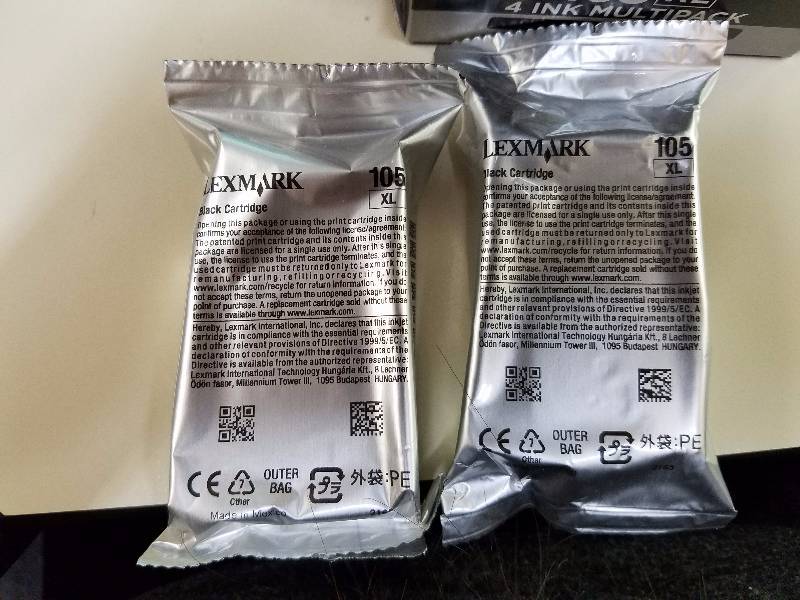 4 INK MULTIPACK
LEXMARK
105
XL
Black Cartridge
Opening this package or using the print cartridge inside
confirms your acceptance of the following license/agreement.
The patented print cartridge and its contents inside this
package are licensed for a single use only. After this single
use, the license to use the print cartridge terminates, and the
used cartridge must be returned only to Lexmark for
remanufacturing, refilling or recycling. Visit
www.lexmark.com/recycle for return information. If you do
not accept these terms, return the unopened package to your
point of purchase. A replacement cartridge sold without these
terms is available through www.lexmark.com.
Hereby, Lexmark International, Inc. declares that this inkjet
cartridge is in compliance with the essential requirements
and other relevant provisions of Directive 1999/5/EC. A
declaration of conformity with the requirements of the
Directive is available from the authorized representative:
Lexmark International Technology Hungária Kft., 8 Lechner
Ödön fasor, Millennium Tower III, 1095 Budapest HUNGARY.
CE
7
Other
OUTER
BAG
プラ
外袋:PE
Made in Mexico
LEXMARK
105
XL
Black Cartridge
Opening this package or using the print cartridge inside
confirms your acceptance of the following license/agreement.
The patented print cartridge and its contents inside this
package are licensed for a single use only. After this single
use, the license to use the print cartridge terminates, and the
used cartridge must be returned only to Lexmark for
remanufacturing, refilling or recycling. Visit
www.lexmark.com/recycle for return information. If you do
not accept these terms, return the unopened package to your
point of purchase. A replacement cartridge sold without these
terms is available through www.lexmark.com.
Hereby, Lexmark International, Inc. declares that this inkjet
cartridge is in compliance with the essential requirements
and other relevant provisions of Directive 1999/5/EC. A
declaration of conformity with the requirements of the
Directive is available from the authorized representative:
Lexmark International Technology Hungária Kft., 8 Lechner
Ödön fasor, Millennium Tower III, 1095 Budapest HUNGARY.
CE
7
Other
OUTER
BAG
プラ
外袋:PE